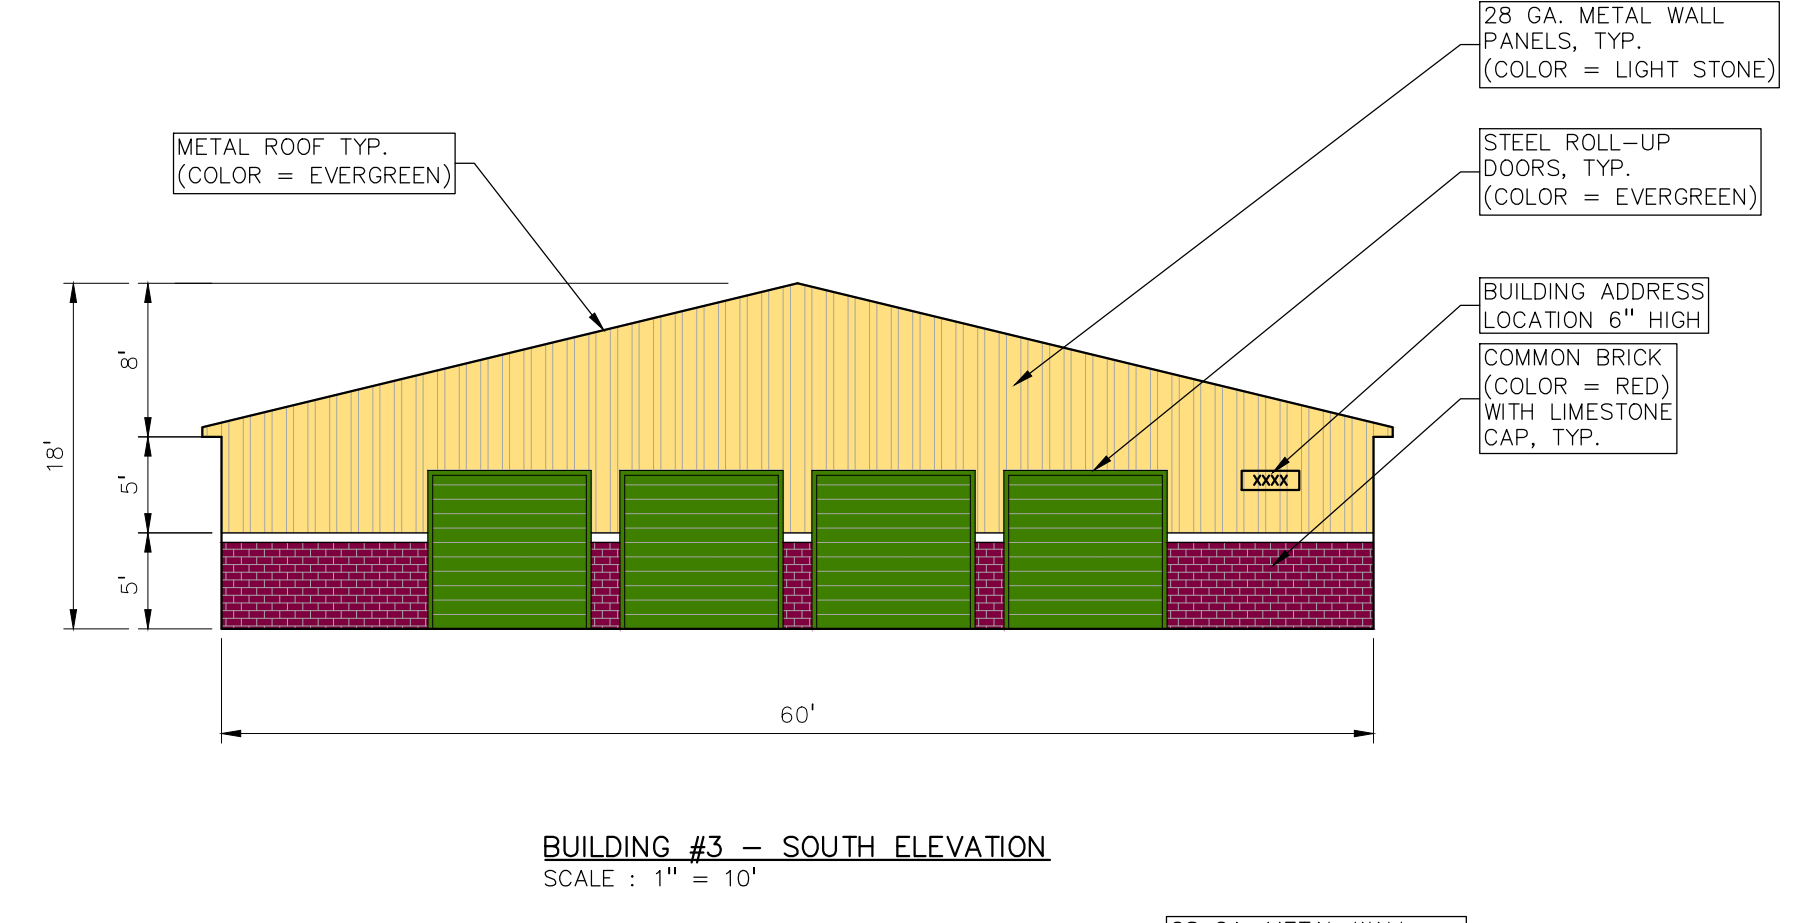 28 GA. METAL WALL
PANELS, TYP.
(COLOR = LIGHT STONE)
METAL ROOF TYP.
(COLOR = EVERGREEN)
STEEL ROLL-UP
DOORS, TYP.
(COLOR = EVERGREEN)
BUILDING ADDRESS
LOCATION 6" HIGH
COMMON BRICK
(COLOR = RED)
WITH LIMESTONE
CAP, TYP.
8'
18'
5'
XXXX
5'
60'
BUILDING #3 - SOUTH ELEVATION
SCALE : 1" = 10'